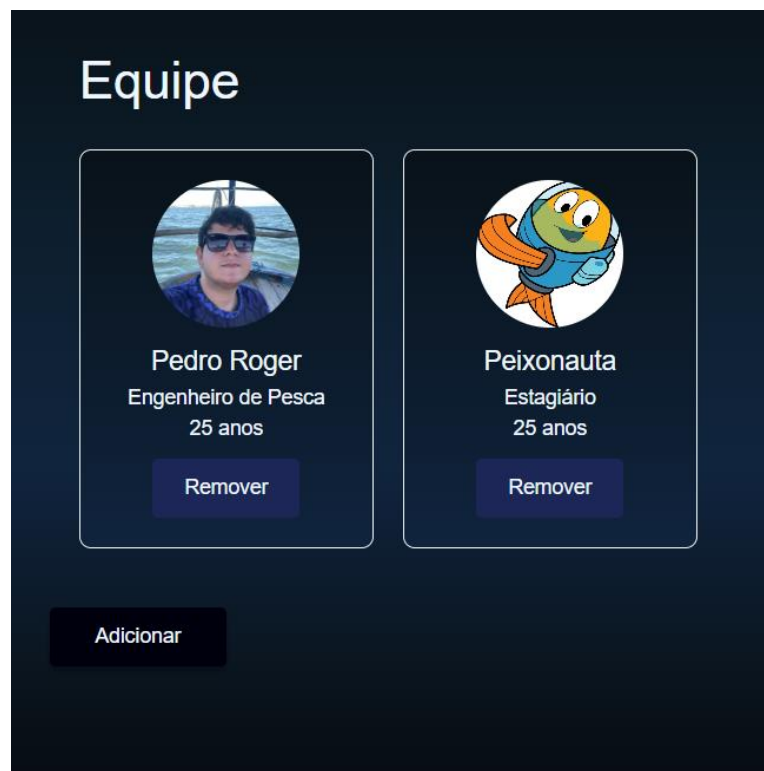 Equipe
Pedro Roger
Engenheiro de Pesca
25 anos
Remover
Peixonauta
Estagiário
25 anos
Remover
Adicionar